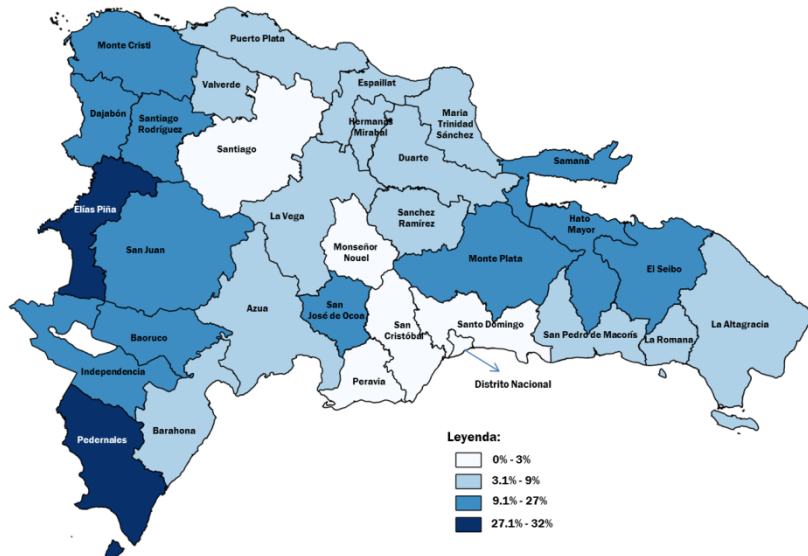 Puerto Plata
Monte Cristi
Valverde
Espaillat
Dajabón
Santiago
Rodríguez
Hermanas
Mirabal
Maria
Trinidad
Sánchez
Santiago
Duarte
Samaná
Elías Piña
La Vega
Sanchez
Ramírez
Hato
Mayor
San Juan
Monseñor
Nouel
Monte Plata
El Seibo
Azua
San
José de Ocoa
San
Cristóbal
Santo Domingo
San Pedro de Macorís
La Romana
La Altagracia
Baoruco
Independencia
Peravia
Distrito Nacional
Barahona
Pedernales
Leyenda:
0% - 3%
3.1% - 9%
9.1% - 27%
27.1% - 32%